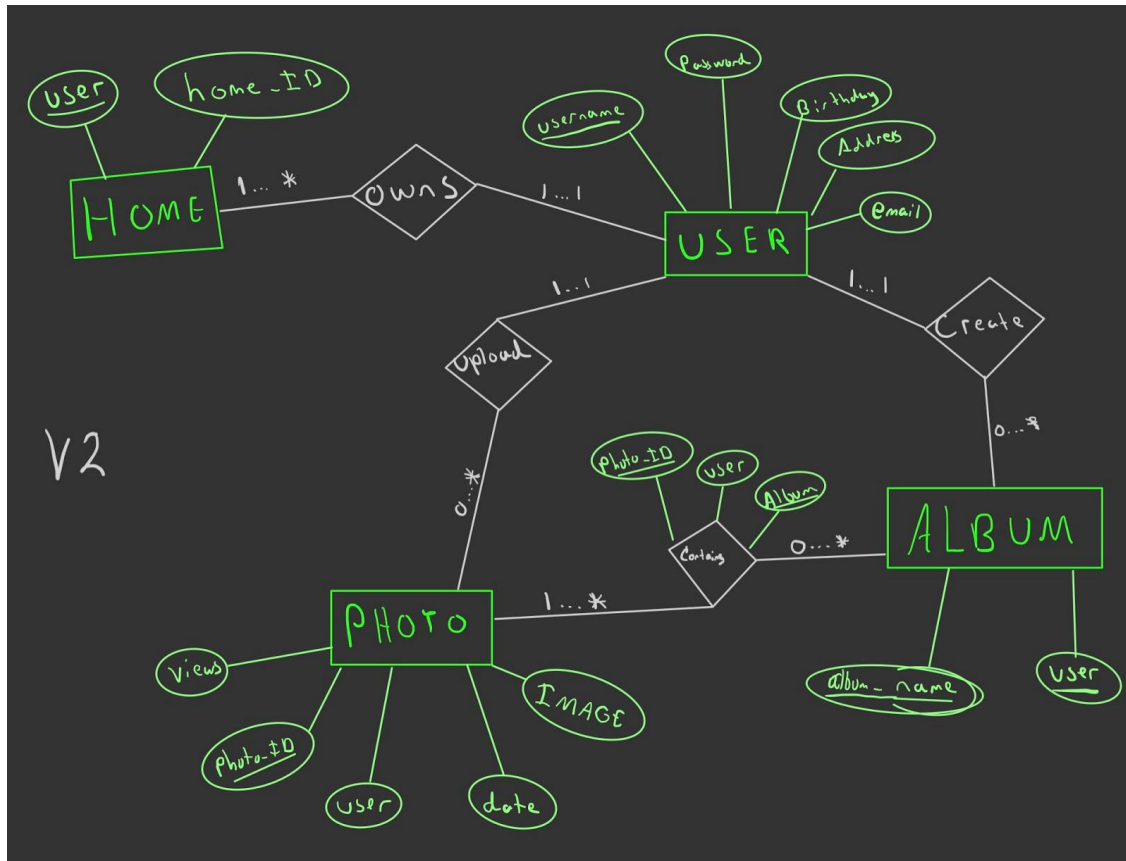 user
home_ID
HOME
1...*
owns
1...1
username
Password
Birthday
Address
email
USER
1...1
Upload
0...*
1...1
Create
0...*
V2
photo_ID
user
Album
Contains
0...*
1...*
ALBUM
album_name
user
PHOTO
views
photo_ID
user
date
IMAGE